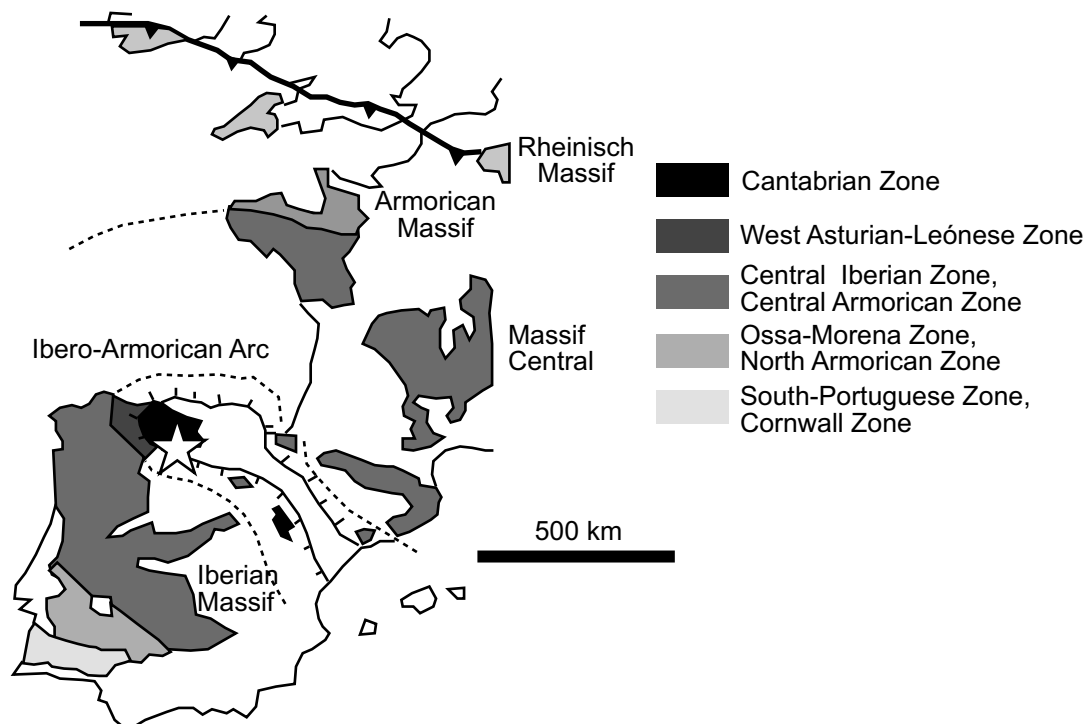 Rheinisch
Massif
Armorican
Massif
Ibero-Armorican Arc
Massif
Central
500 km
Iberian
Massif
Cantabrian Zone
West Asturian-Leónese Zone
Central Iberian Zone,
Central Armorican Zone
Ossa-Morena Zone,
North Armorican Zone
South-Portuguese Zone,
Cornwall Zone